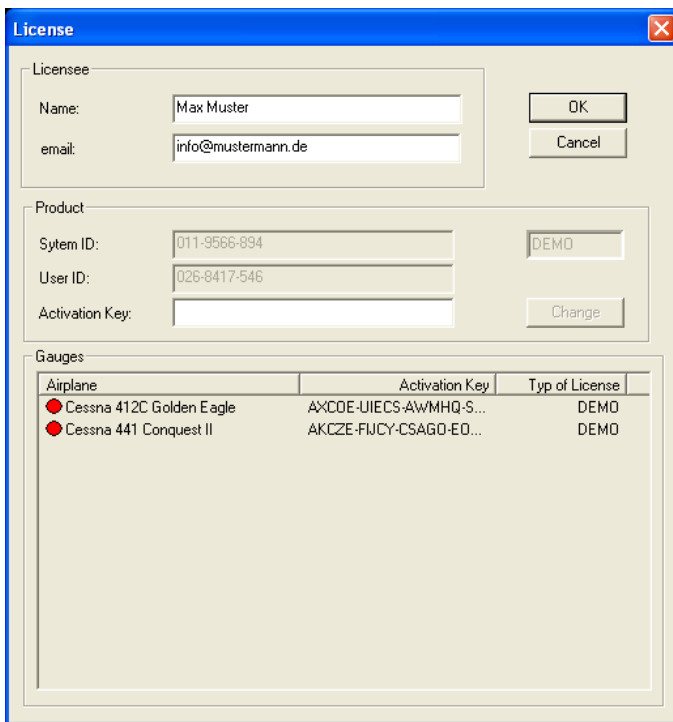 License
Licensee
Name: Max Muster
OK
email: info@mustermann.de
Cancel
Product
Sytem ID: 011-9566-894 DEMO
User ID: 026-8417-546
Activation Key:
Change
Gauges
Airplane Activation Key Typ of License
Cessna 412C Golden Eagle AXCOE-UIECS-AWMHQ-S... DEMO
Cessna 441 Conquest II AKCZE-FIJCY-CSAGO-EO... DEMO